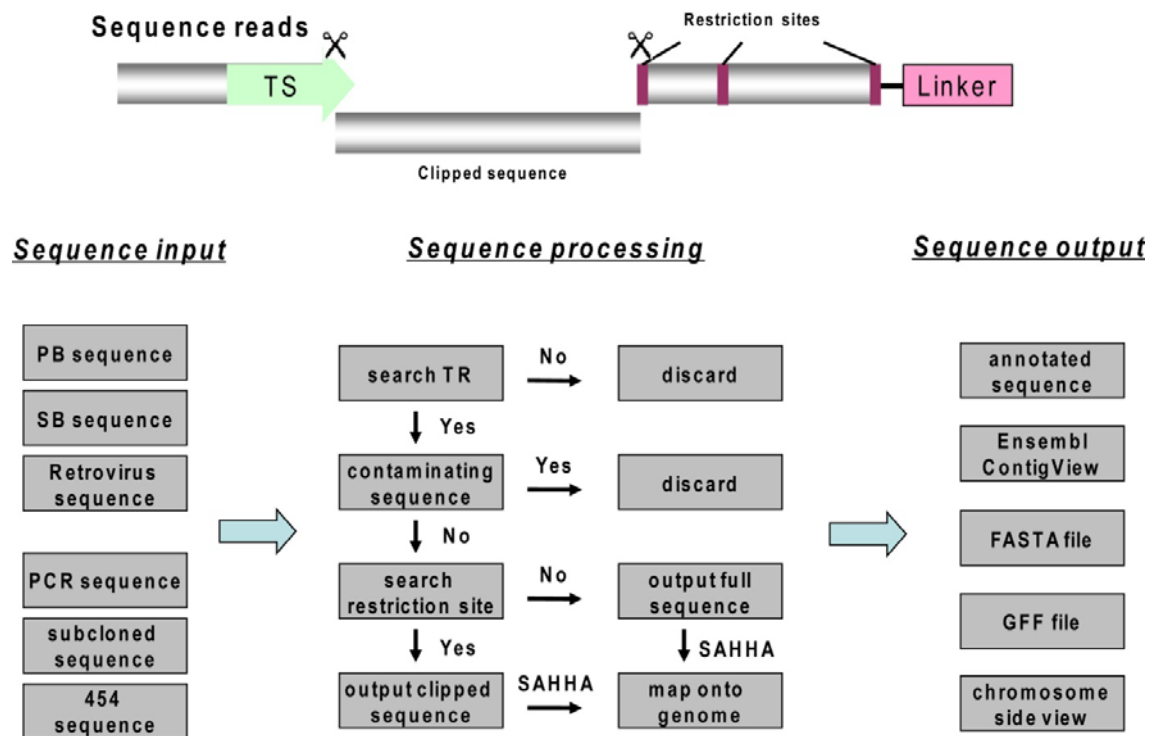 Sequence reads
Restriction sites
TS
Linker
Clipped sequence
Sequence input
Sequence processing
Sequence output
PB sequence
SB sequence
Retrovirus
sequence
PCR sequence
subcloned
sequence
454
sequence
search TR
No
discard
Yes
contaminating
sequence
Yes
discard
No
search
restriction site
No
output full
sequence
Yes
SAHHA
output clipped
sequence
SAHHA
map onto
genome
annotated
sequence
Ensembl
ContigView
FASTA file
GFF file
chromosome
side view